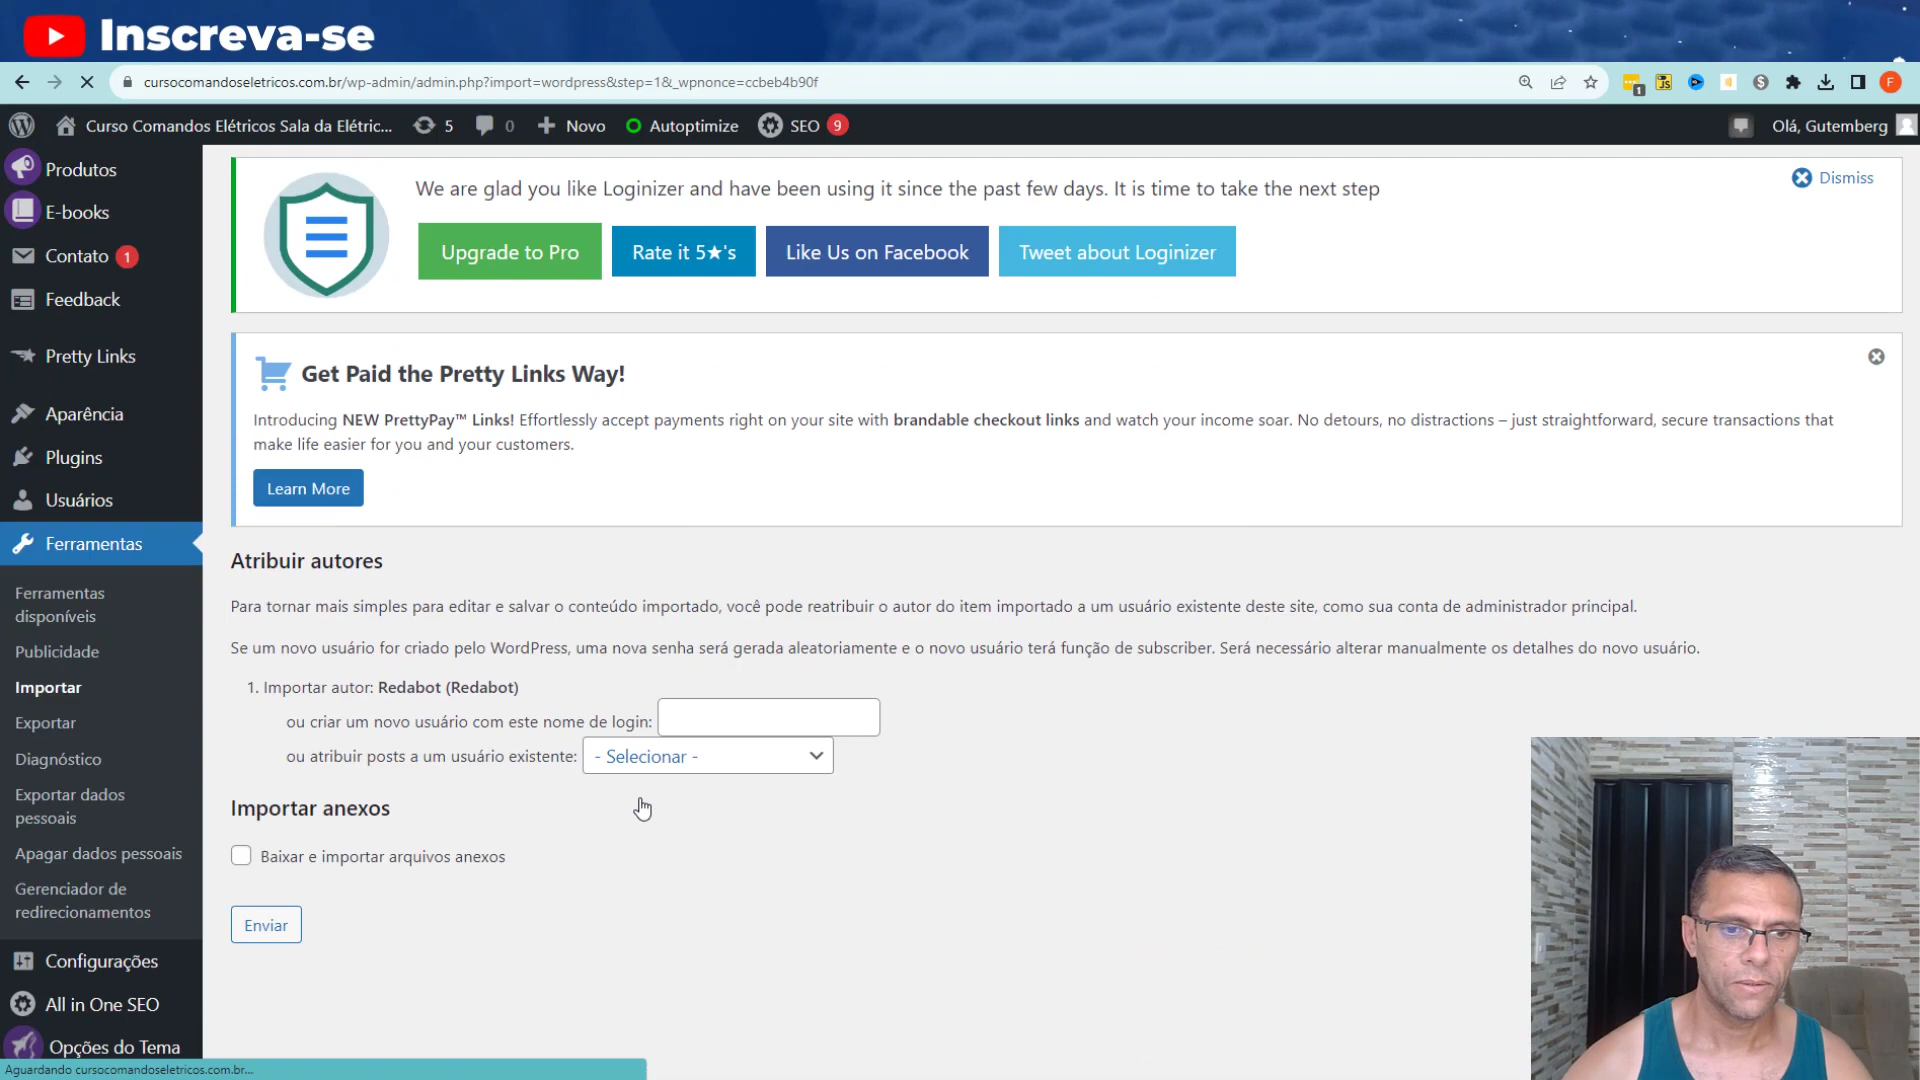 Inscreva-se
cursocomandoseletricos.com.br/wp-admin/admin.php?import=wordpress&step=1&_wpnonce=ccbeb4b90f
1
JS
F
Curso Comandos Elétricos Sala da Elétric...
5
0
Novo
Autoptimize
SEO 9
Olá, Gutemberg
Produtos
E-books
Contato 1
Feedback
Pretty Links
Aparência
Plugins
Usuários
Ferramentas
Ferramentas
disponíveis
Publicidade
Importar
Exportar
Diagnóstico
Exportar dados
pessoais
Apagar dados pessoais
Gerenciador de
redirecionamentos
Configurações
All in One SEO
Opções do Tema
We are glad you like Loginizer and have been using it since the past few days. It is time to take the next step
Dismiss
Upgrade to Pro
Rate it 5★'s
Like Us on Facebook
Tweet about Loginizer
Get Paid the Pretty Links Way!
Introducing NEW PrettyPay™ Links! Effortlessly accept payments right on your site with brandable checkout links and watch your income soar. No detours, no distractions – just straightforward, secure transactions that
make life easier for you and your customers.
Learn More
Atribuir autores
Para tornar mais simples para editar e salvar o conteúdo importado, você pode reatribuir o autor do item importado a um usuário existente deste site, como sua conta de administrador principal.
Se um novo usuário for criado pelo WordPress, uma nova senha será gerada aleatoriamente e o novo usuário terá função de subscriber. Será necessário alterar manualmente os detalhes do novo usuário.
1. Importar autor: Redabot (Redabot)
ou criar um novo usuário com este nome de login:
ou atribuir posts a um usuário existente: - Selecionar -
Importar anexos
Baixar e importar arquivos anexos
Enviar
Aguardando cursocomandoseletricos.com.br...